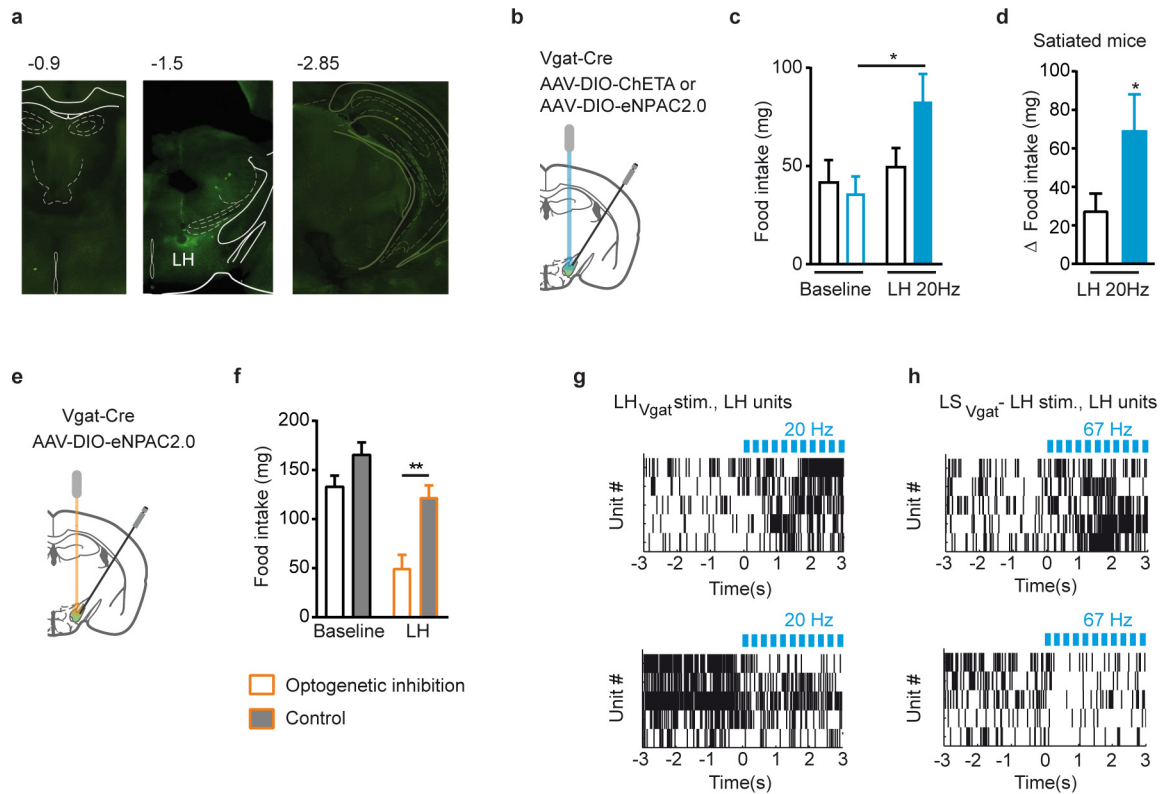 a
-0.9
-1.5
-2.85
LH
b
Vgat-Cre
AAV-DIO-ChETA or
AAV-DIO-eNPAC2.0
c
Food intake (mg)
100
50
0
*
Baseline
LH 20Hz
d
Satiated mice
Δ Food intake (mg)
100
80
60
40
20
0
*
LH 20Hz
e
Vgat-Cre
AAV-DIO-eNPAC2.0
f
Food intake (mg)
200
150
100
50
0
**
Baseline
LH
Optogenetic inhibition
Control
g
LH Vgat stim., LH units
20 Hz
Unit #
-3 -2 -1 0 1 2 3
Time(s)
20 Hz
Unit #
-3 -2 -1 0 1 2 3
Time(s)
h
LS Vgat - LH stim., LH units
67 Hz
Unit #
-3 -2 -1 0 1 2 3
Time(s)
67 Hz
Unit #
-3 -2 -1 0 1 2 3
Time(s)